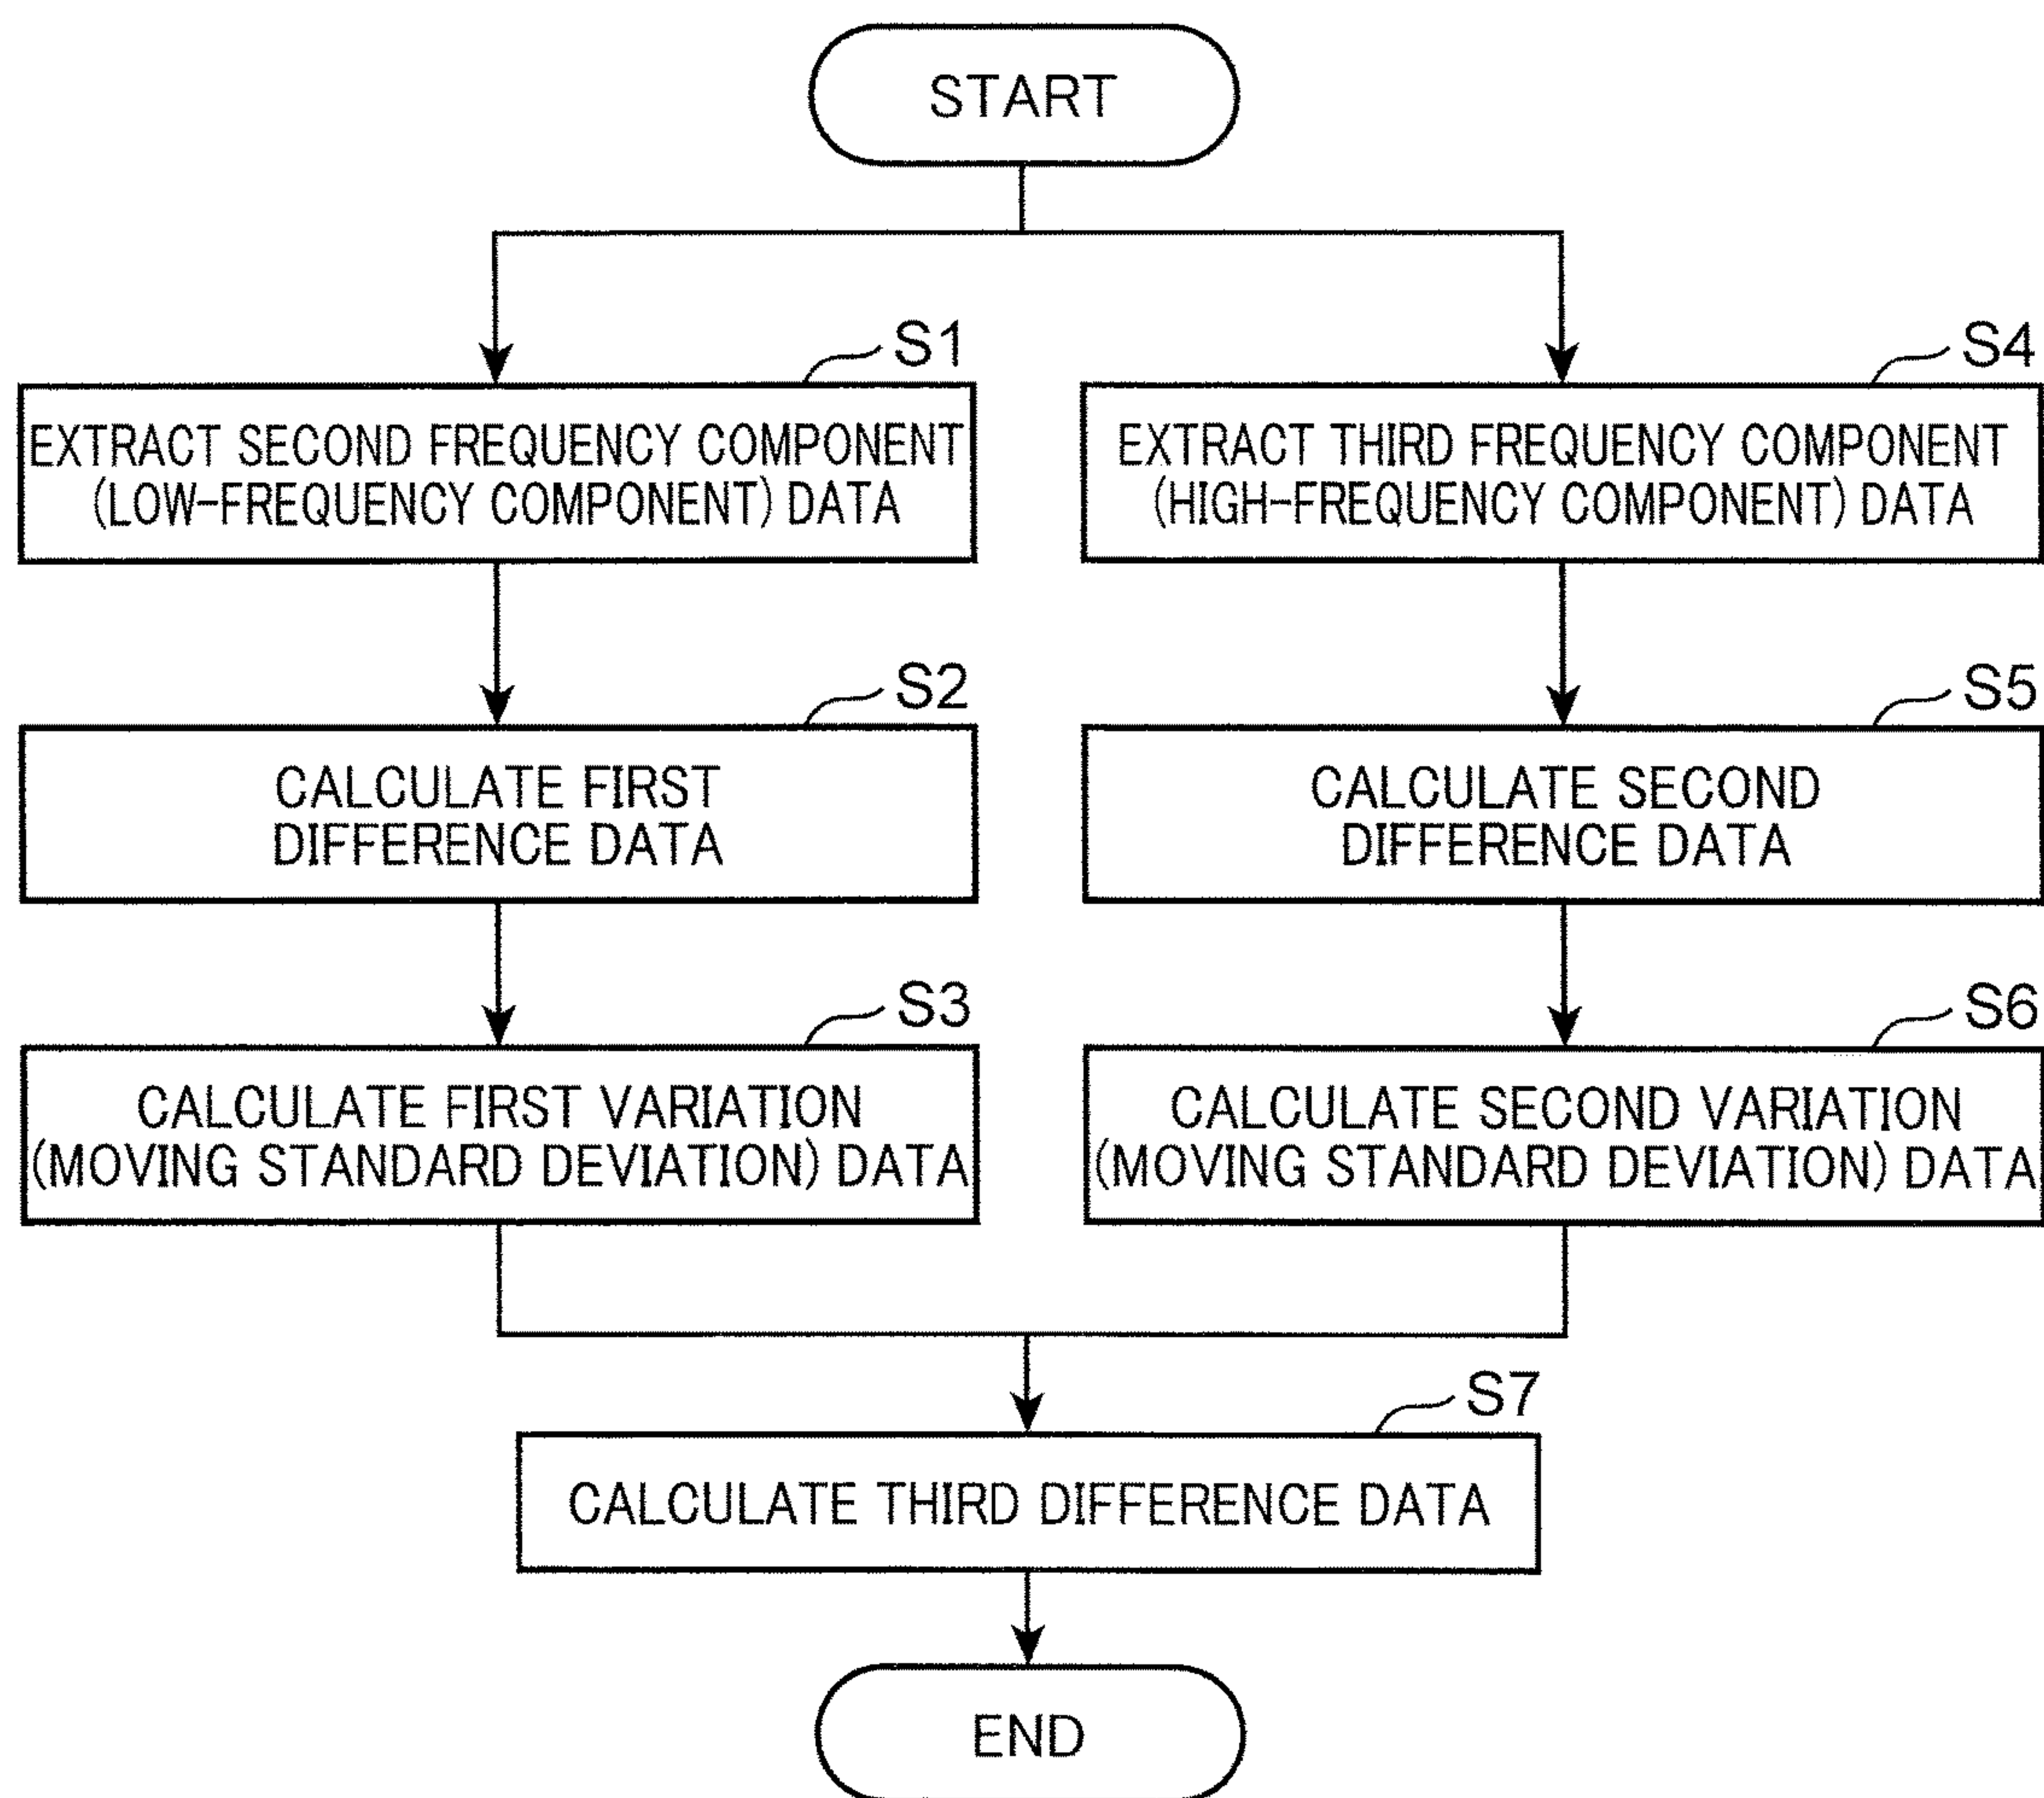 START
S1
EXTRACT SECOND FREQUENCY COMPONENT
(LOW-FREQUENCY COMPONENT) DATA
S2
CALCULATE FIRST
DIFFERENCE DATA
S3
CALCULATE FIRST VARIATION
(MOVING STANDARD DEVIATION) DATA
S4
EXTRACT THIRD FREQUENCY COMPONENT
(HIGH-FREQUENCY COMPONENT) DATA
S5
CALCULATE SECOND
DIFFERENCE DATA
S6
CALCULATE SECOND VARIATION
(MOVING STANDARD DEVIATION) DATA
S7
CALCULATE THIRD DIFFERENCE DATA
END